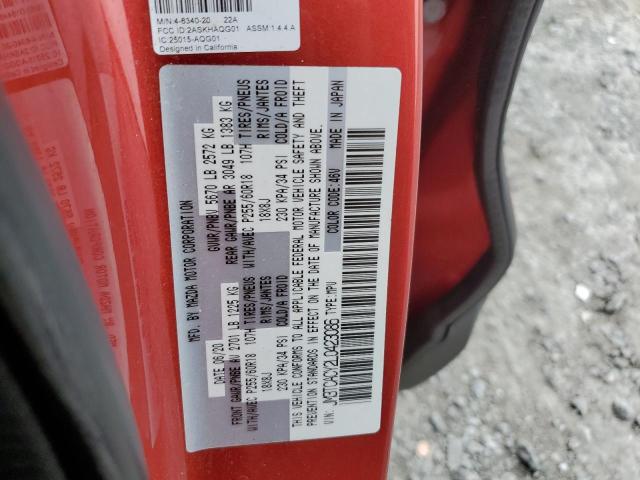 M/N:4-6340-20 22A
FCC ID:2ASKHAQG01 ASSM 1.4.4.A
IC:25015-AQG01
Designed in California
MFD. BY MAZDA MOTOR CORPORATION
DATE: 06/20 GVWR/PNBV 5670 LB 2572 KG
FRONT GAWR/PNBE AV 2701 LB 1225 KG REAR GAWR/PNBE AR 3049 LB 1383 KG
WITH/AVEC P255/60R18 107H TIRES/PNEUS WITH/AVEC P255/60R18 107H TIRES/PNEUS
18X8J RIMS/JANTES 18X8J RIMS/JANTES
230 KPA/34 PSI COLD/A FROID 230 KPA/34 PSI COLD/A FROID
THIS VEHICLE CONFORMS TO ALL APPLICABLE FEDERAL MOTOR VEHICLE SAFETY AND THEFT
PREVENTION STANDARDS IN EFFECT ON THE DATE OF MANUFACTURE SHOWN ABOVE.
VIN: JM3TCACY2L0423086 TYPE:MPV COLOR CODE:46V MADE IN JAPAN